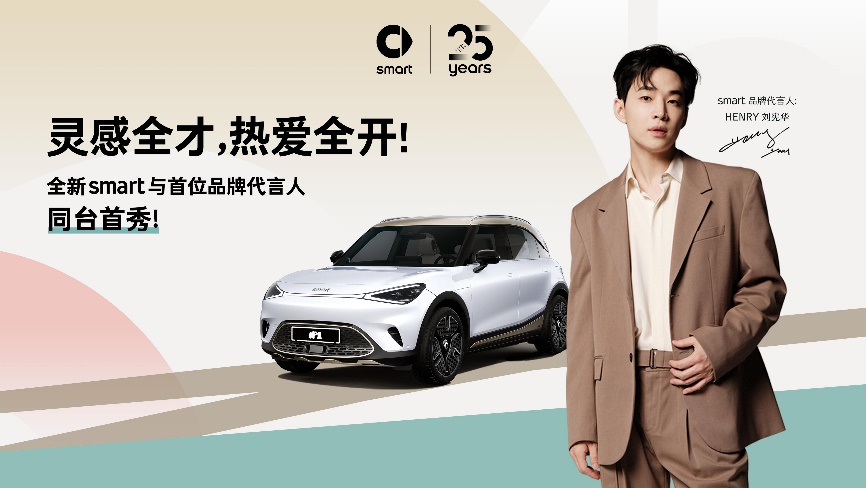 smart
25 years
灵感全才,热爱全开!
全新smart与首位品牌代言人
同台首秀!
smart 品牌代言人:
HENRY 刘宪华
#1